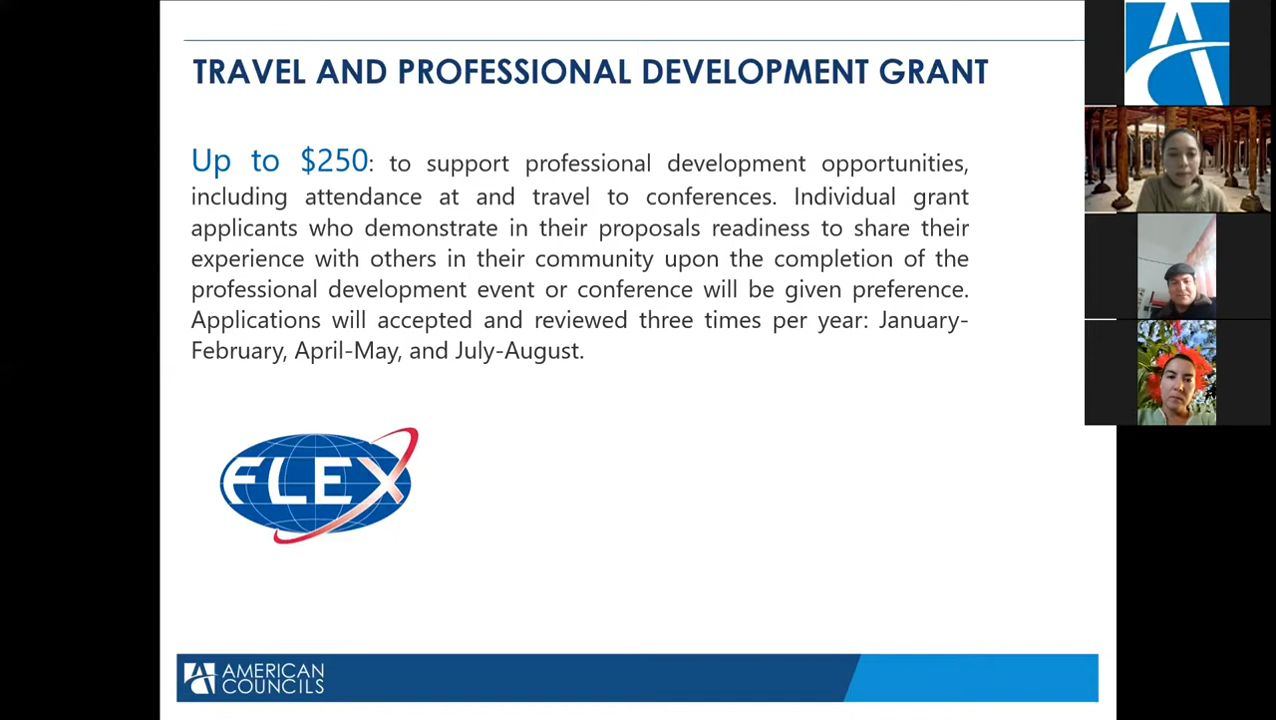 TRAVEL AND PROFESSIONAL DEVELOPMENT GRANT
Up to $250: to support professional development opportunities,
including attendance at and travel to conferences. Individual grant
applicants who demonstrate in their proposals readiness to share their
experience with others in their community upon the completion of the
professional development event or conference will be given preference.
Applications will accepted and reviewed three times per year: January-
February, April-May, and July-August.
FLEX
AMERICAN
COUNCILS